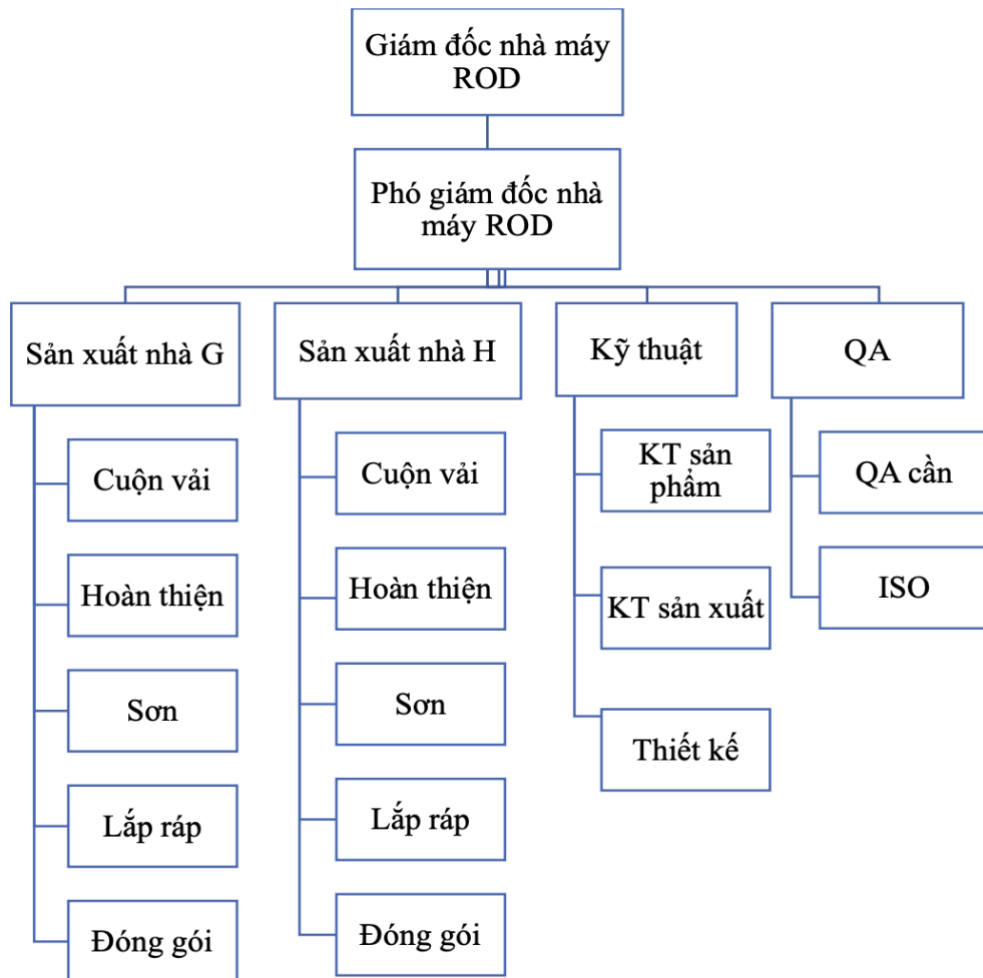 Giám đốc nhà máy
ROD
Phó giám đốc nhà
máy ROD
Sản xuất nhà G
Cuộn vải
Hoàn thiện
Sơn
Lắp ráp
Đóng gói
Sản xuất nhà H
Cuộn vải
Hoàn thiện
Sơn
Lắp ráp
Đóng gói
Kỹ thuật
KT sản
phẩm
KT sản xuất
Thiết kế
QA
QA cần
ISO